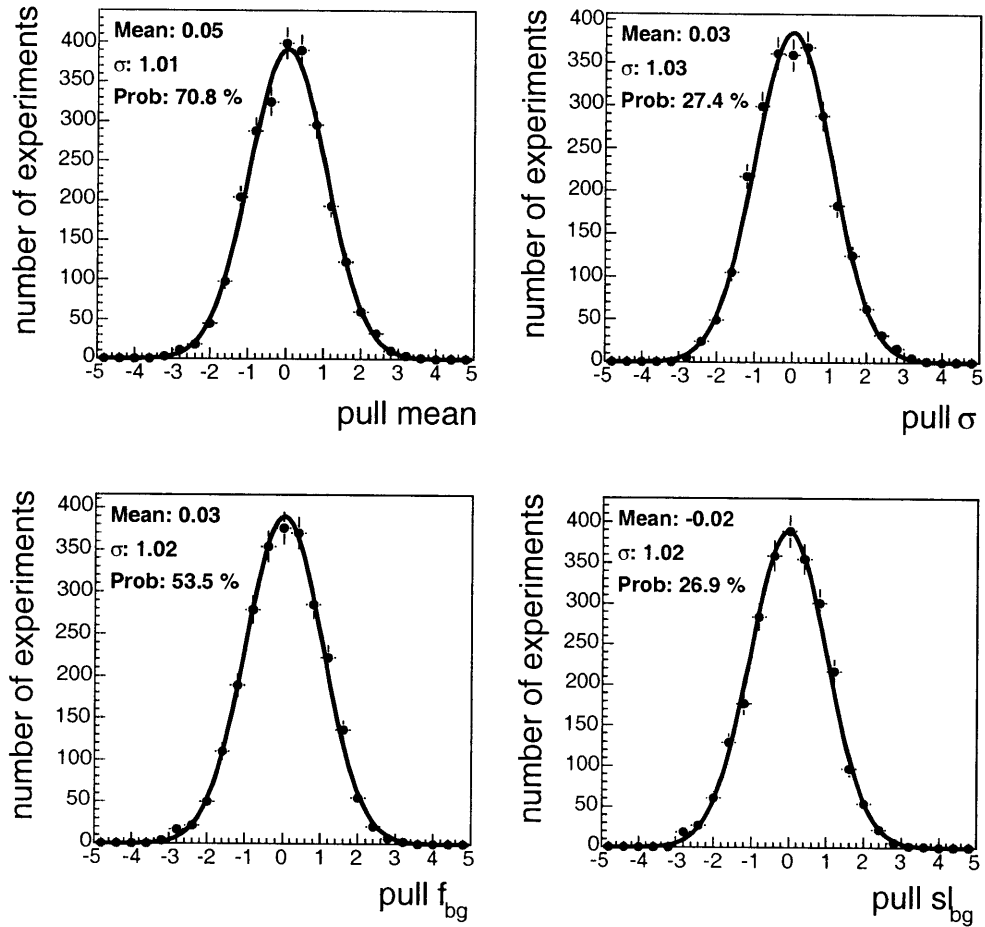 number of experiments
400
350
300
250
200
150
100
50
0
Mean: 0.05
σ: 1.01
Prob: 70.8 %
-5 -4 -3 -2 -1 0 1 2 3 4 5
pull mean
number of experiments
400
350
300
250
200
150
100
50
0
Mean: 0.03
σ: 1.03
Prob: 27.4 %
-5 -4 -3 -2 -1 0 1 2 3 4 5
pull σ
number of experiments
400
350
300
250
200
150
100
50
0
Mean: 0.03
σ: 1.02
Prob: 53.5 %
-5 -4 -3 -2 -1 0 1 2 3 4 5
pull f_bg
number of experiments
400
350
300
250
200
150
100
50
0
Mean: -0.02
σ: 1.02
Prob: 26.9 %
-5 -4 -3 -2 -1 0 1 2 3 4 5
pull sl_bg